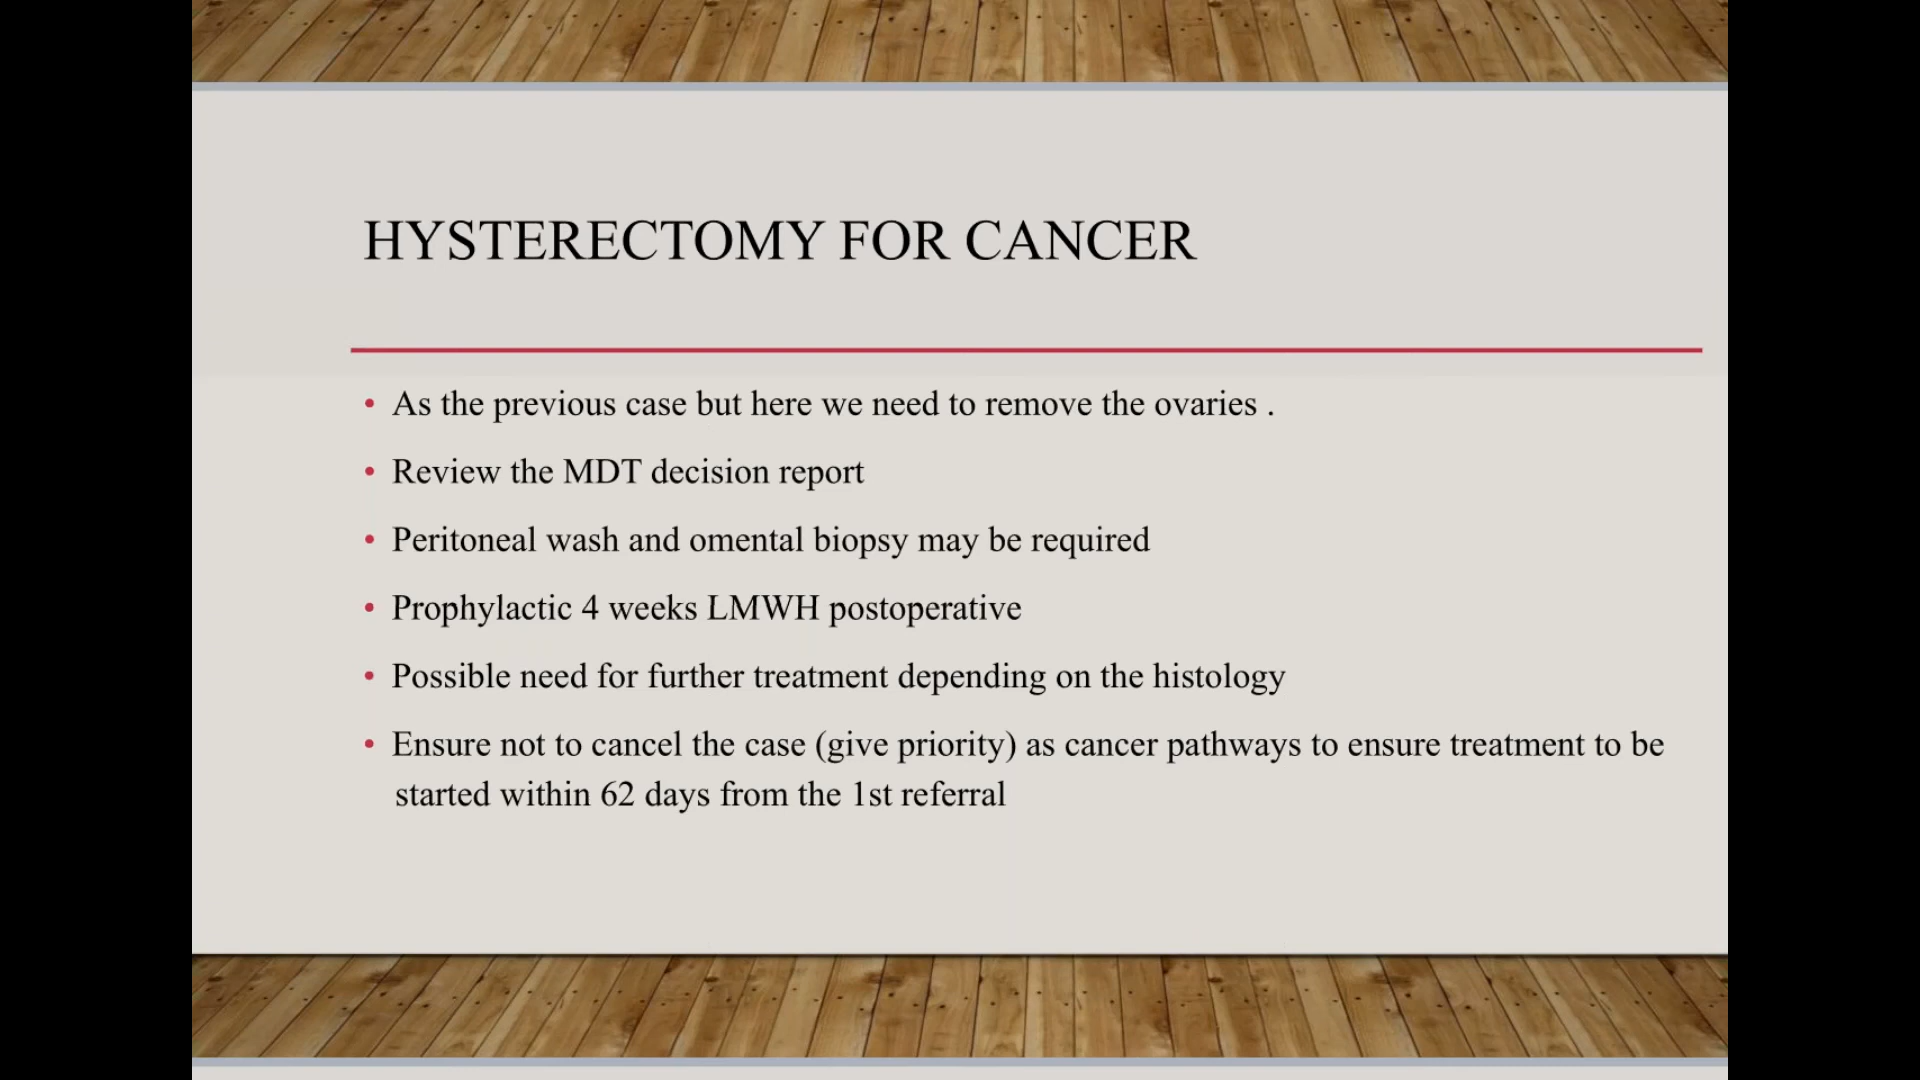 HYSTERECTOMY FOR CANCER
• As the previous case but here we need to remove the ovaries .
• Review the MDT decision report
• Peritoneal wash and omental biopsy may be required
• Prophylactic 4 weeks LMWH postoperative
• Possible need for further treatment depending on the histology
• Ensure not to cancel the case (give priority) as cancer pathways to ensure treatment to be
started within 62 days from the 1st referral